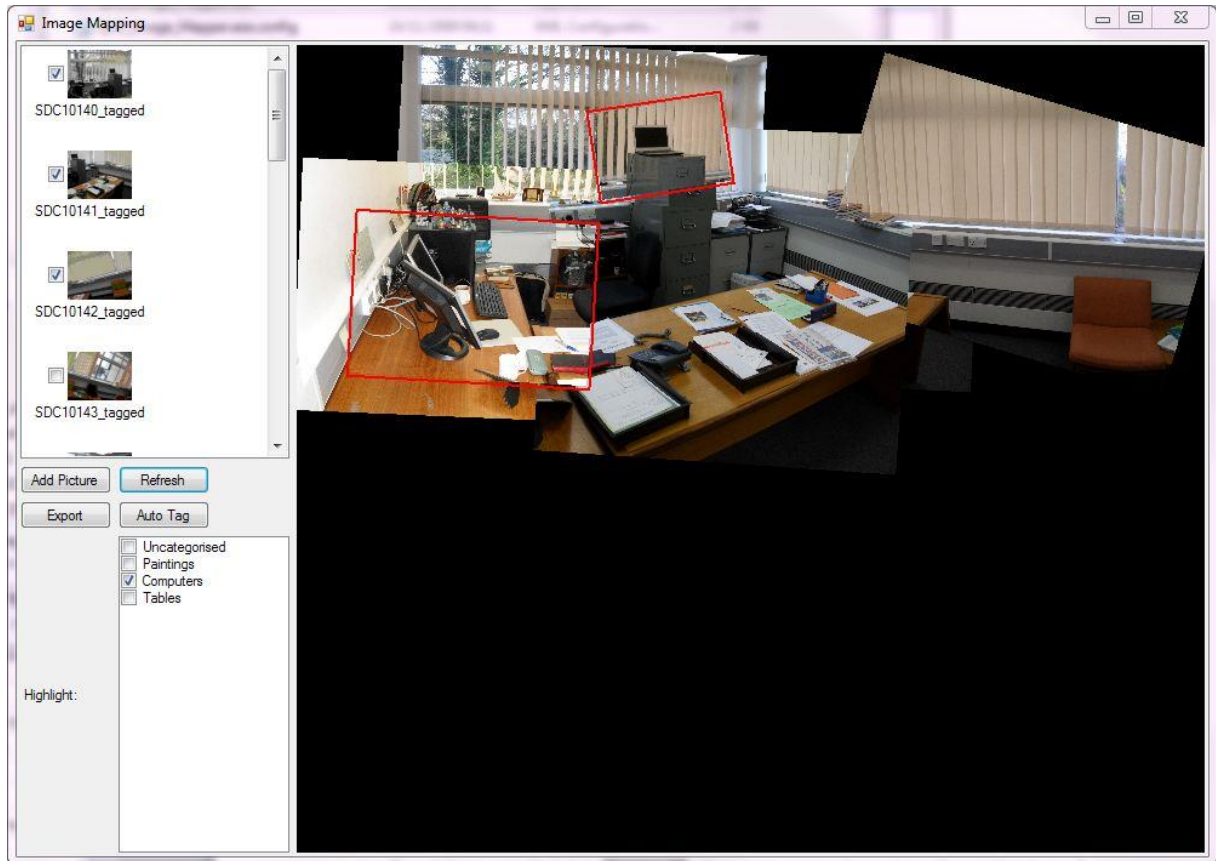 Image Mapping
SDC10140_tagged
SDC10141_tagged
SDC10142_tagged
SDC10143_tagged
Add Picture
Refresh
Export
Auto Tag
Uncategorised
Paintings
Computers
Tables
Highlight: